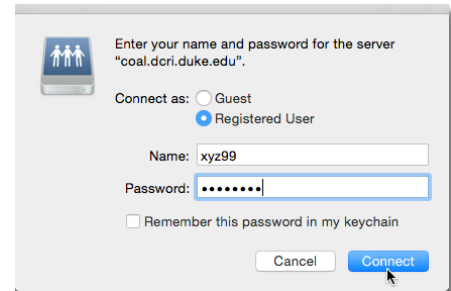 Enter your name and password for the server
“coal.dcri.duke.edu”.
Connect as: Guest
Registered User
Name: xyz99
Password: ••••••••
Remember this password in my keychain
Cancel Connect